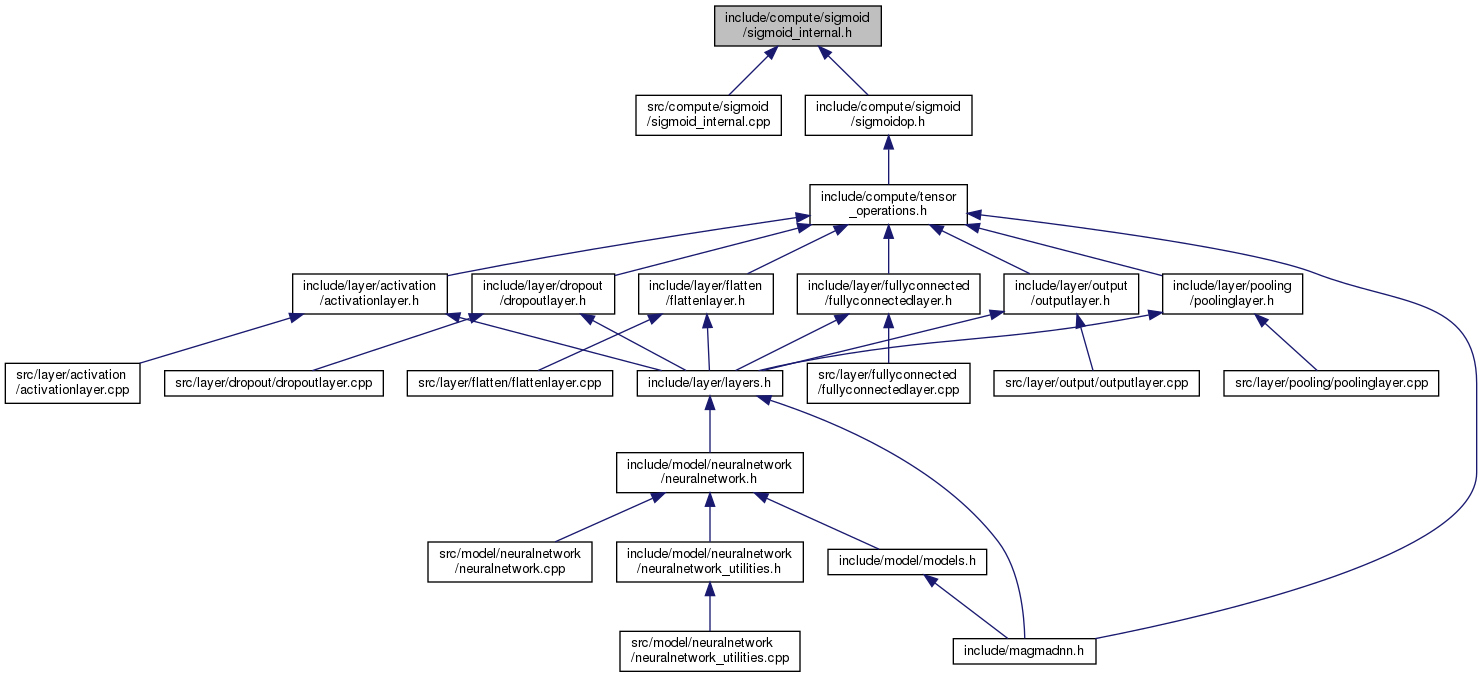 include/compute/sigmoid
/sigmoid_internal.h
src/compute/sigmoid
/sigmoid_internal.cpp
include/compute/sigmoid
/sigmoidop.h
include/compute/tensor
_operations.h
include/layer/activation
/activationlayer.h
include/layer/dropout
/dropoutlayer.h
include/layer/flatten
/flattenlayer.h
include/layer/fullyconnected
/fullyconnectedlayer.h
include/layer/output
/outputlayer.h
include/layer/pooling
/poolinglayer.h
src/layer/activation
/activationlayer.cpp
src/layer/dropout/dropoutlayer.cpp
src/layer/flatten/flattenlayer.cpp
include/layer/layers.h
src/layer/fullyconnected
/fullyconnectedlayer.cpp
src/layer/output/outputlayer.cpp
src/layer/pooling/poolinglayer.cpp
include/model/neuralnetwork
/neuralnetwork.h
src/model/neuralnetwork
/neuralnetwork.cpp
include/model/neuralnetwork
/neuralnetwork_utilities.h
include/model/models.h
src/model/neuralnetwork
/neuralnetwork_utilities.cpp
include/magmadnn.h